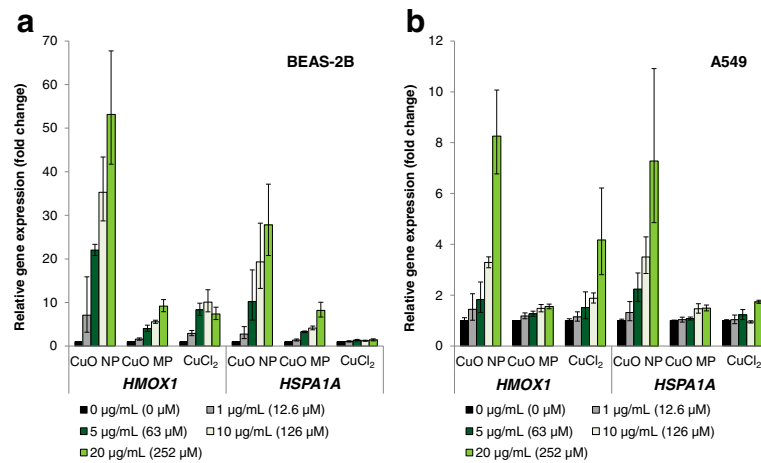 a
BEAS-2B
Relative gene expression (fold change)
70
60
50
40
30
20
10
0
CuO NP CuO MP CuCl₂ CuO NP CuO MP CuCl₂
HMOX1 HSPA1A
0 µg/mL (0 µM) 1 µg/mL (12.6 µM)
5 µg/mL (63 µM) 10 µg/mL (126 µM)
20 µg/mL (252 µM)
b
A549
Relative gene expression (fold change)
12
10
8
6
4
2
0
CuO NP CuO MP CuCl₂ CuO NP CuO MP CuCl₂
HMOX1 HSPA1A
0 µg/mL (0 µM) 1 µg/mL (12.6 µM)
5 µg/mL (63 µM) 10 µg/mL (126 µM)
20 µg/mL (252 µM)